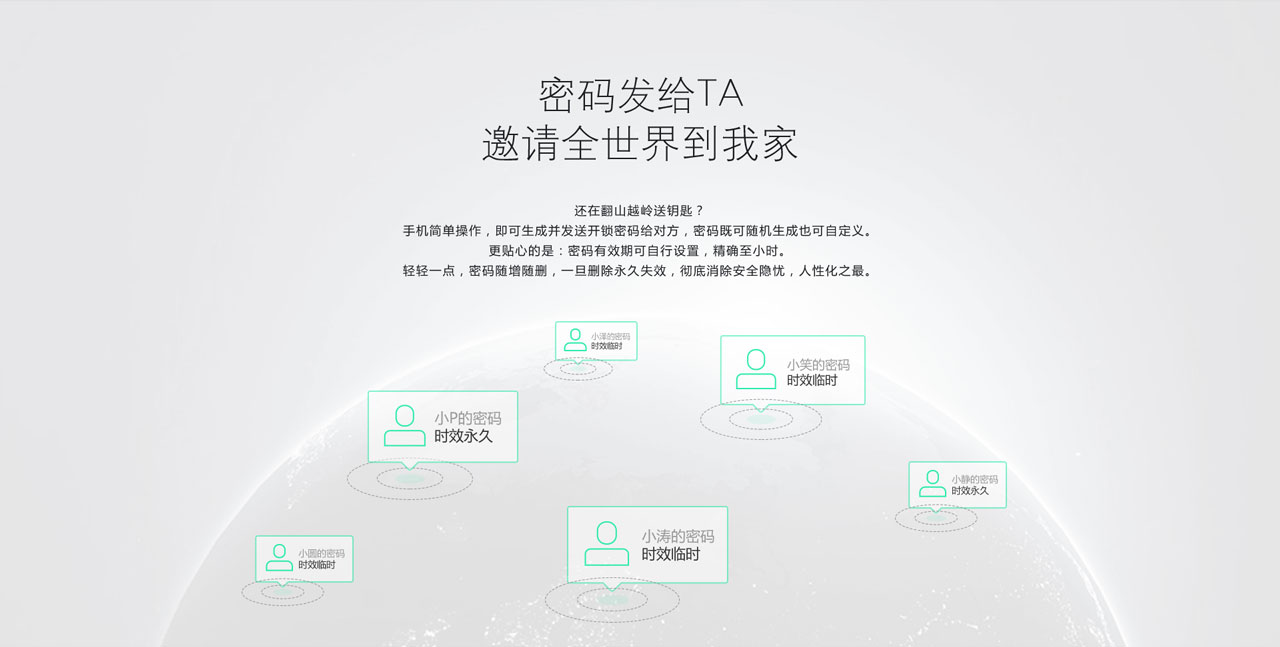 密码发给TA
邀请全世界到我家
还在翻山越岭送钥匙？
手机简单操作，即可生成并发送开锁密码给对方，密码既可随机生成也可自定义。
更贴心的是：密码有效期可自行设置，精确至小时。
轻轻一点，密码随增随删，一旦删除永久失效，彻底消除安全隐忧，人性化之最。
小泽的密码
时效临时
小笑的密码
时效临时
小P的密码
时效永久
小静的密码
时效永久
小涛的密码
时效临时
小圆的密码
时效临时